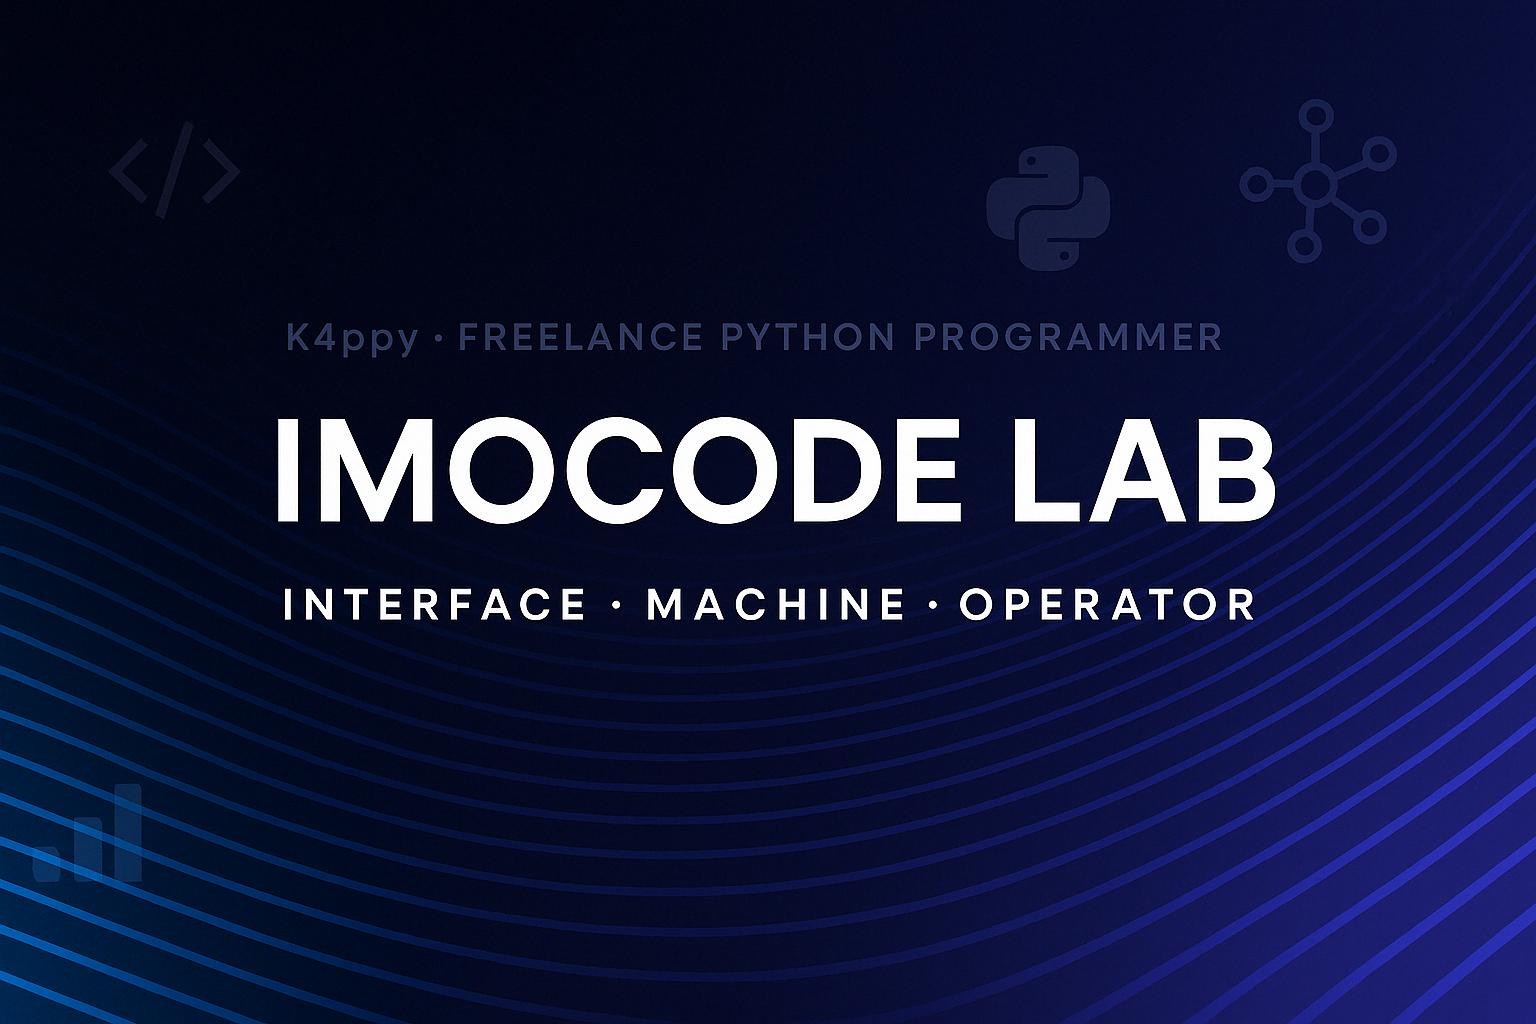 K4ppy · FREELANCE PYTHON PROGRAMMER
IMOCODE LAB
INTERFACE · MACHINE · OPERATOR